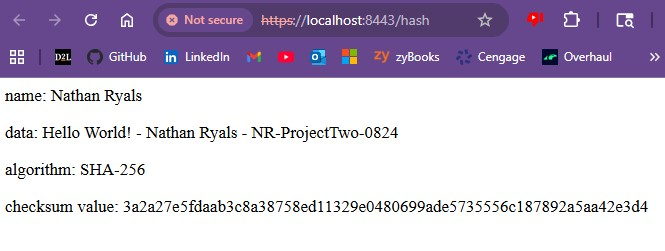 Not secure https://localhost:8443/hash
D2L GitHub LinkedIn zy zyBooks Cengage Overhaul »
name: Nathan Ryals
data: Hello World! - Nathan Ryals - NR-ProjectTwo-0824
algorithm: SHA-256
checksum value: 3a2a27e5fdaab3c8a38758ed11329e0480699ade5735556c187892a5aa42e3d4